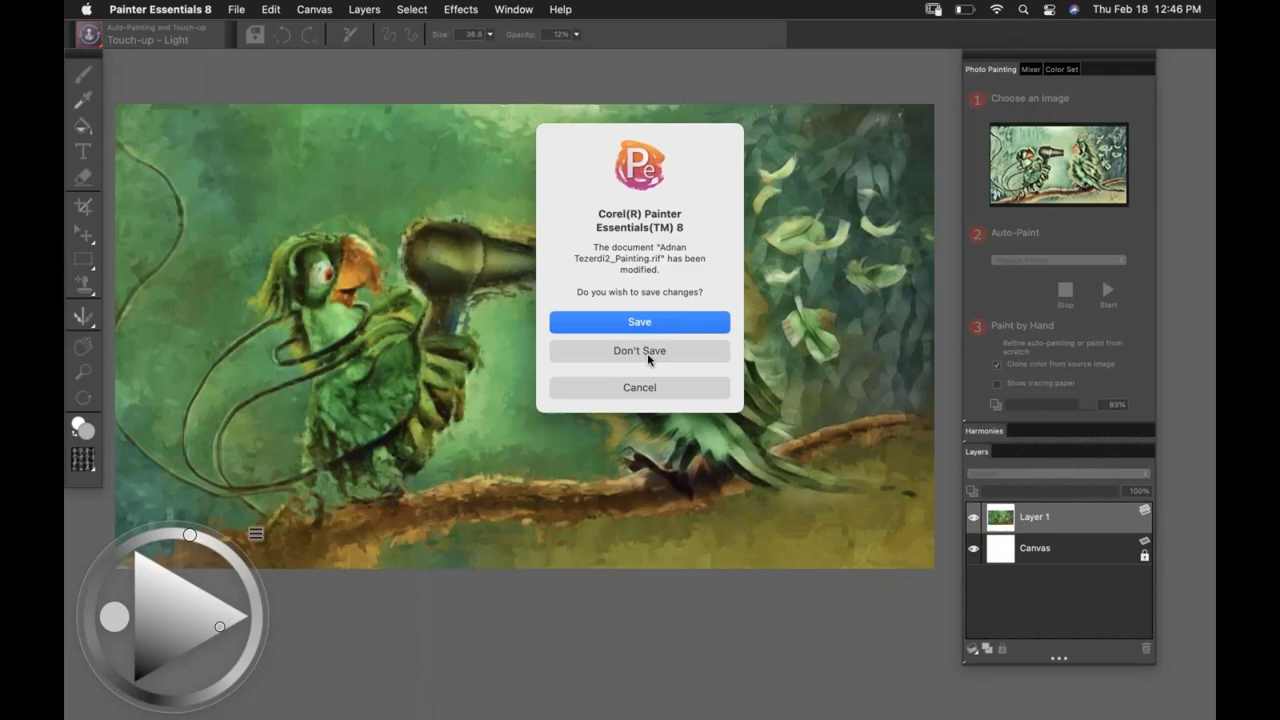 Painter Essentials 8 File Edit Canvas Layers Select Effects Window Help Thu Feb 18 12:46 PM
Auto-Painting and Touch-up
Touch-up - Light
Size: 96.8 Opacity: 12%
Photo Painting Mixer Color Set
1 Choose an Image
2 Auto-Paint
Stop Start
3 Paint by Hand
Refine auto-painting or paint from
scratch
Clone color from source image
Show tracing paper
83%
Harmonies
Layers
100%
Layer 1
Canvas
T
Pe
Corel(R) Painter
Essentials(TM) 8
The document "Adnan
Tezerdi2_Painting.rif" has been
modified.
Do you wish to save changes?
Save
Don't Save
Cancel